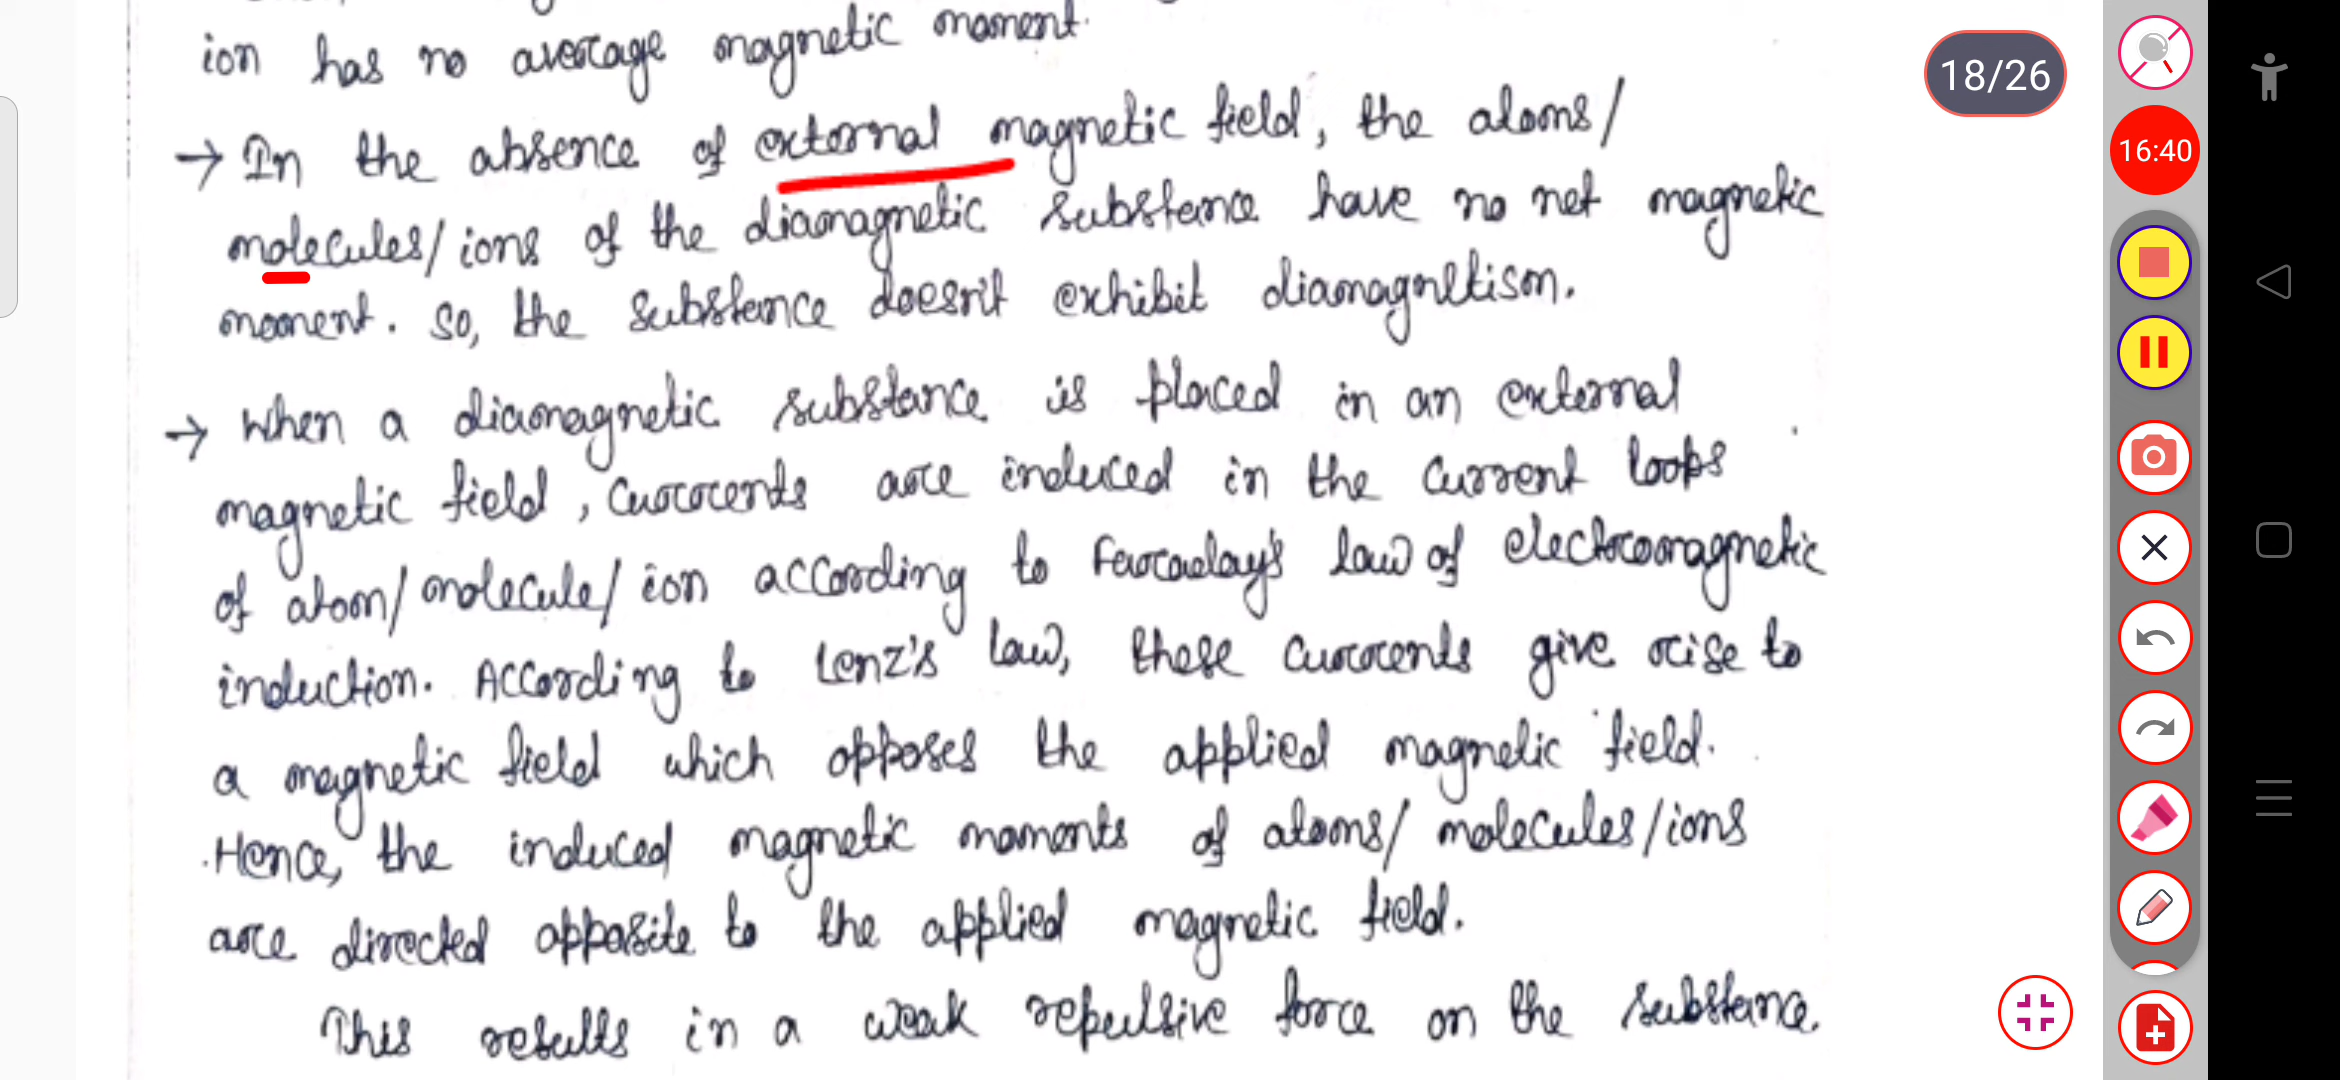 ion has no average magnetic moment.
18/26
→ In the absence of external magnetic field, the atoms/
16:40
molecules/ions of the diamagnetic substance have no net magnetic
moment. So, the substance doesn't exhibit diamagnetism.
→ When a diamagnetic substance is placed in an external
magnetic field, currents are induced in the current loops
of atom/molecule/ion according to Faraday's law of electromagnetic
induction. According to Lenz's law, these currents give rise to
a magnetic field which opposes the applied magnetic field.
Hence, the induced magnetic moments of atoms/molecules/ions
are directed opposite to the applied magnetic field.
This results in a weak repulsive force on the substance.